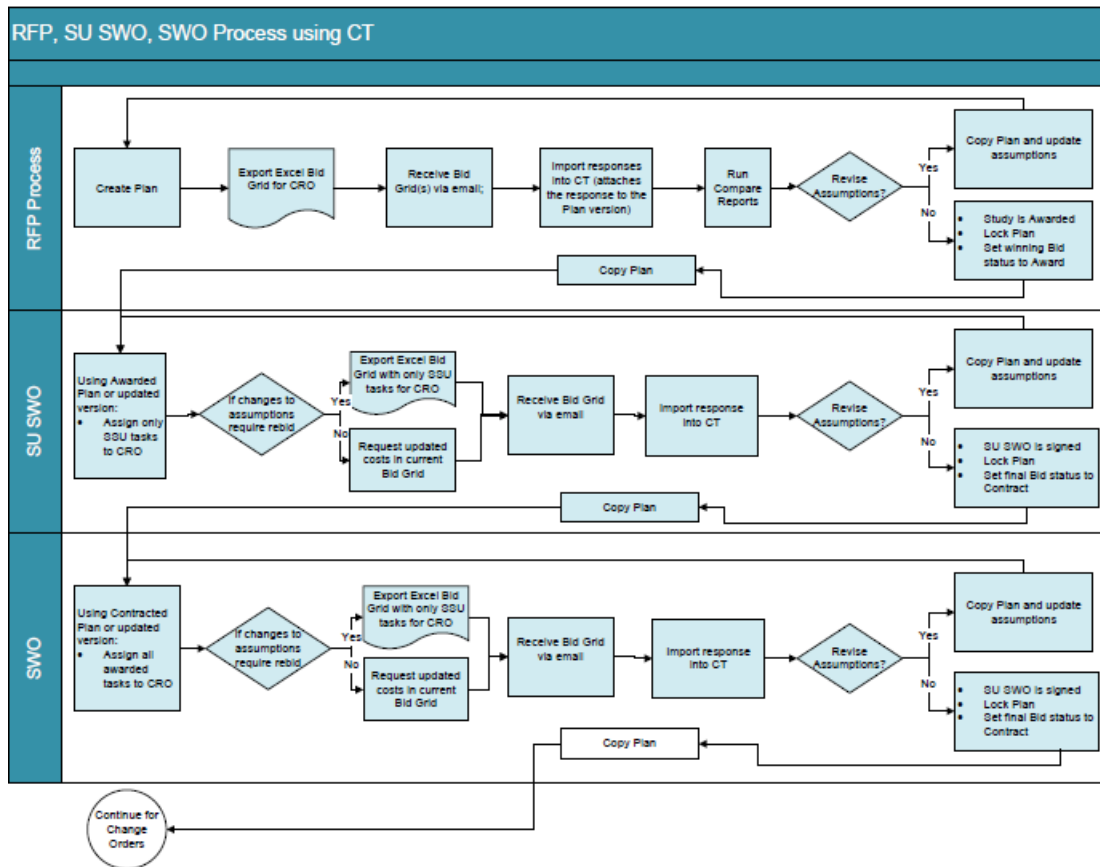 RFP, SU SWO, SWO Process using CT
RFP Process
Create Plan
Export Excel Bid
Grid for CRO
Receive Bid
Grid(s) via email;
Import responses
into CT (attaches
the response to the
Plan version)
Run
Compare
Reports
Revise
Assumptions?
Yes
No
Copy Plan and update
assumptions
• Study is Awarded
• Lock Plan
• Set winning Bid
status to Award
Copy Plan
SU SWO
Using Awarded
Plan or updated
version:
• Assign only
SSU tasks
to CRO
If changes to
assumptions
require rebid
Yes
No
Export Excel Bid
Grid with only SSU
tasks for CRO
Request updated
costs in current
Bid Grid
Receive Bid Grid
via email
Import response
into CT
Revise
Assumptions?
Yes
No
Copy Plan and update
assumptions
• SU SWO is signed
• Lock Plan
• Set final Bid status to
Contract
Copy Plan
SWO
Using Contracted
Plan or updated
version:
• Assign all
awarded
tasks to CRO
If changes to
assumptions
require rebid
Yes
No
Export Excel Bid
Grid with only SSU
tasks for CRO
Request updated
costs in current
Bid Grid
Receive Bid Grid
via email
Import response
into CT
Revise
Assumptions?
Yes
No
Copy Plan and update
assumptions
• SU SWO is signed
• Lock Plan
• Set final Bid status to
Contract
Copy Plan
Continue for
Change
Orders